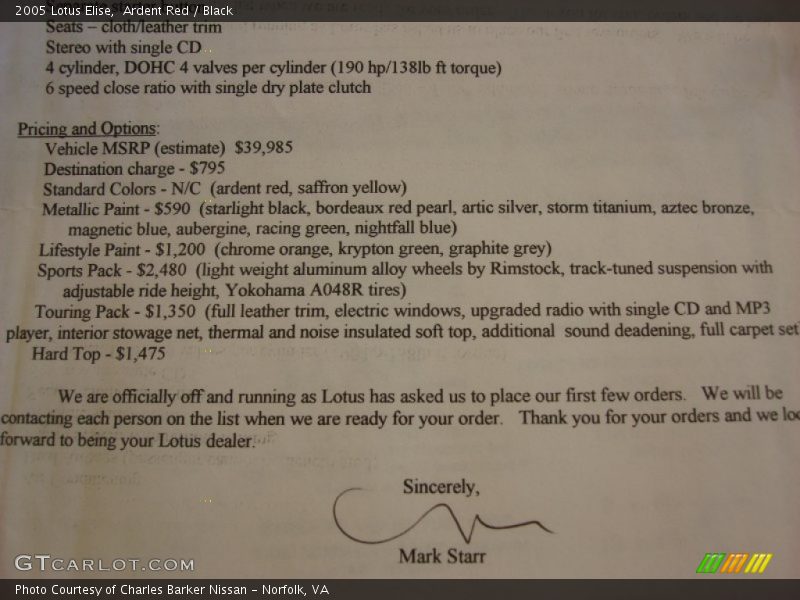 2005 Lotus Elise, Ardent Red / Black
Seats – cloth/leather trim
Stereo with single CD
4 cylinder, DOHC 4 valves per cylinder (190 hp/138lb ft torque)
6 speed close ratio with single dry plate clutch
Pricing and Options:
Vehicle MSRP (estimate) $39,985
Destination charge - $795
Standard Colors - N/C (ardent red, saffron yellow)
Metallic Paint - $590 (starlight black, bordeaux red pearl, artic silver, storm titanium, aztec bronze,
magnetic blue, aubergine, racing green, nightfall blue)
Lifestyle Paint - $1,200 (chrome orange, krypton green, graphite grey)
Sports Pack - $2,480 (light weight aluminum alloy wheels by Rimstock, track-tuned suspension with
adjustable ride height, Yokohama A048R tires)
Touring Pack - $1,350 (full leather trim, electric windows, upgraded radio with single CD and MP3
player, interior stowage net, thermal and noise insulated soft top, additional sound deadening, full carpet set
Hard Top - $1,475
We are officially off and running as Lotus has asked us to place our first few orders. We will be
contacting each person on the list when we are ready for your order. Thank you for your orders and we loo
forward to being your Lotus dealer.
Sincerely,
Mark Starr
GTCARLOT.COM
Photo Courtesy of Charles Barker Nissan - Norfolk, VA